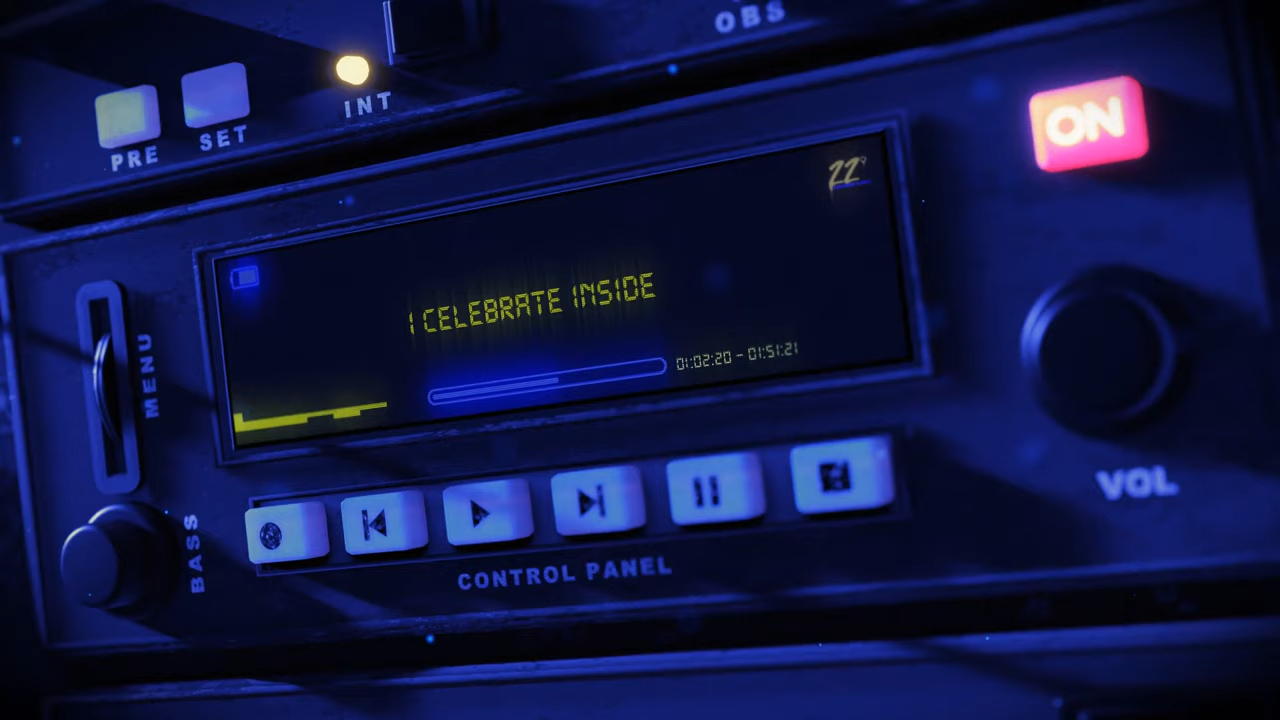 OBS
INT
PRE
SET
ON
22°
I CELEBRATE INSIDE
01:02:20 - 01:51:21
MENU
VOL
BASS
CONTROL PANEL